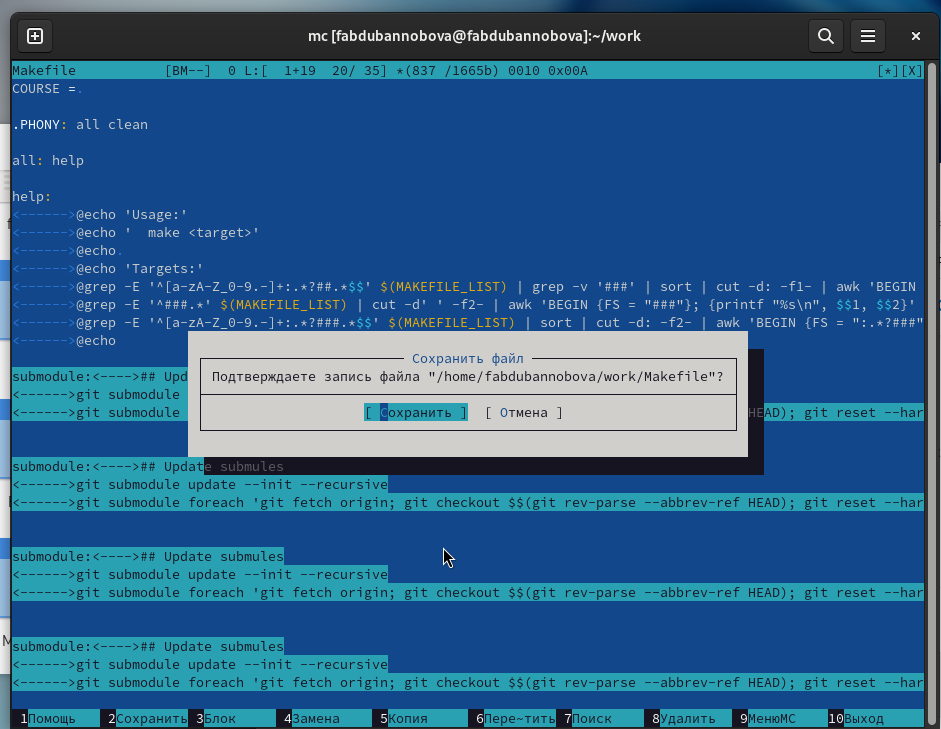 mc [fabdubannobova@fabdubannobova]:~/work
Makefile [BM--] 0 L:[ 1+19 20/ 35] *(837 /1665b) 0010 0x00A [*][X]
COURSE =.
.PHONY: all clean
all: help
help:
<------>@echo 'Usage:'
<------>@echo '  make <target>'
<------>@echo.
<------>@echo 'Targets:'
<------>@grep -E '^[a-zA-Z_0-9.-]+:.*?##.*$$' $(MAKEFILE_LIST) | grep -v '###' | sort | cut -d: -f1- | awk 'BEGIN
<------>@grep -E '^###.*' $(MAKEFILE_LIST) | cut -d' ' -f2- | awk 'BEGIN {FS = "###"}; {printf "%s\n", $$1, $$2}'
<------>@grep -E '^[a-zA-Z_0-9.-]+:.*?###.*$$' $(MAKEFILE_LIST) | sort | cut -d: -f2- | awk 'BEGIN {FS = ":.*?###"
<------>@echo
Сохранить файл
submodule:<---->## Upd
Подтверждаете запись файла "/home/fabdubannobova/work/Makefile"?
<------>git submodule
<------>git submodule HEAD); git reset --har
[ Сохранить ] [ Отмена ]
submodule:<---->## Update submules
<------>git submodule update --init --recursive
<------>git submodule foreach 'git fetch origin; git checkout $$(git rev-parse --abbrev-ref HEAD); git reset --har
submodule:<---->## Update submules
<------>git submodule update --init --recursive
<------>git submodule foreach 'git fetch origin; git checkout $$(git rev-parse --abbrev-ref HEAD); git reset --har
submodule:<---->## Update submules
<------>git submodule update --init --recursive
<------>git submodule foreach 'git fetch origin; git checkout $$(git rev-parse --abbrev-ref HEAD); git reset --har
1Помощь 2Сохранить 3Блок 4Замена 5Копия 6Пере~тить 7Поиск 8Удалить 9МенюMC 10Выход